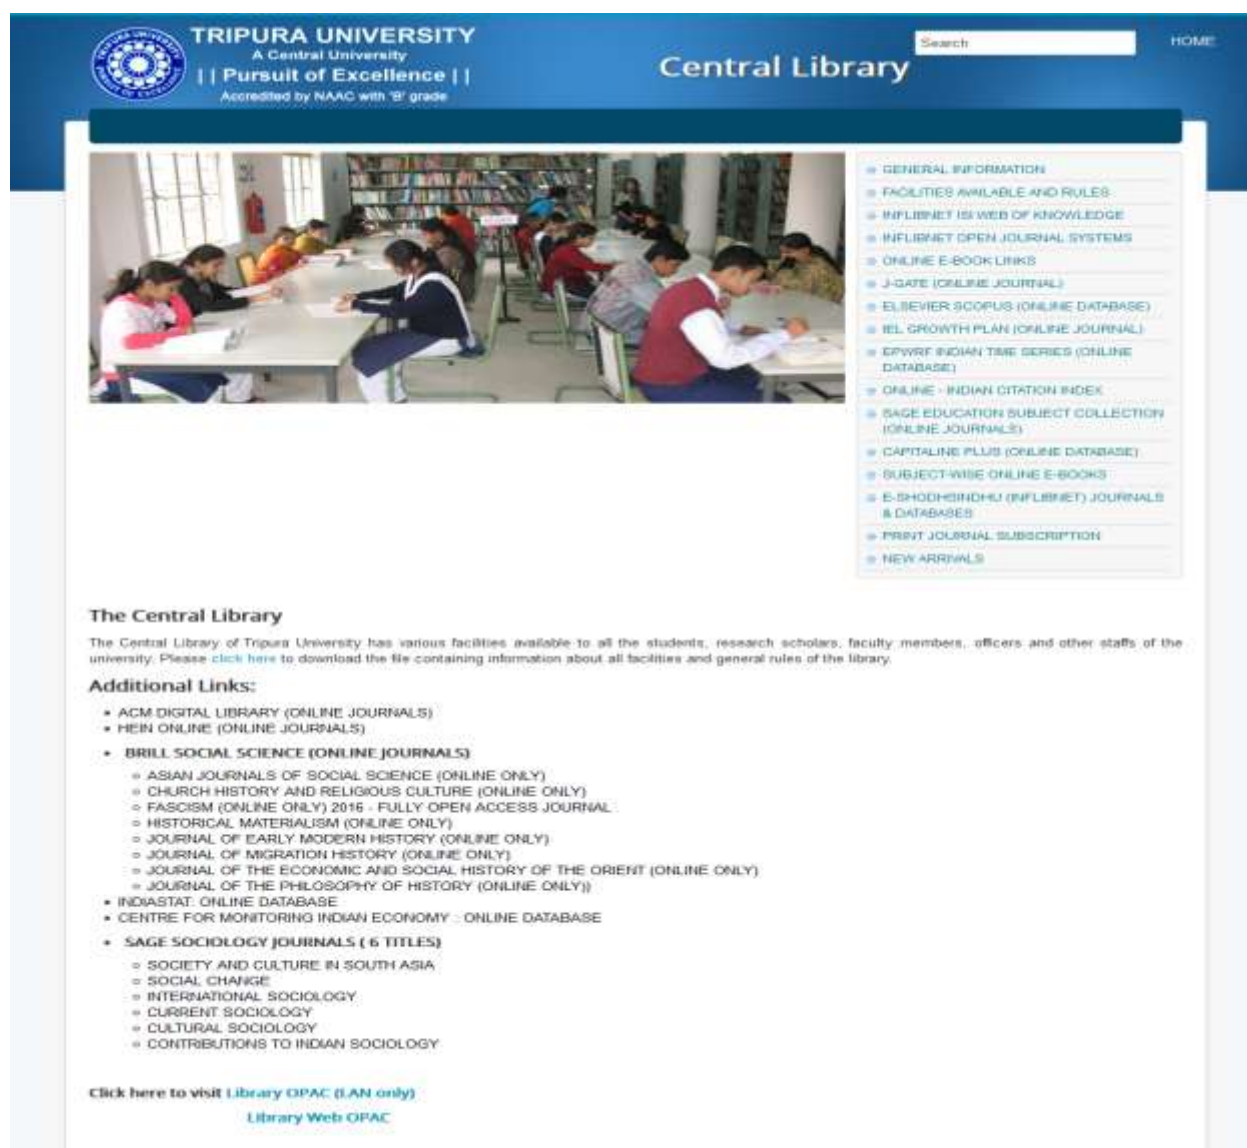 TRIPURA UNIVERSITY
A Central University
|| Pursuit of Excellence ||
Accredited by NAAC with 'B' grade
Central Library
Search
HOME
GENERAL INFORMATION
FACILITIES AVAILABLE AND RULES
INFLIBNET ISI WEB OF KNOWLEDGE
INFLIBNET OPEN JOURNAL SYSTEMS
ONLINE E-BOOK LINKS
J-GATE (ONLINE JOURNAL)
ELSEVIER SCOPUS (ONLINE DATABASE)
IEL GROWTH PLAN (ONLINE JOURNAL)
EPWRF INDIAN TIME SERIES (ONLINE
DATABASE)
ONLINE - INDIAN CITATION INDEX
SAGE EDUCATION SUBJECT COLLECTION
(ONLINE JOURNALS)
CAPITALINE PLUS (ONLINE DATABASE)
SUBJECT-WISE ONLINE E-BOOKS
E-SHODHSINDHU (INFLIBNET) JOURNALS
& DATABASES
PRINT JOURNAL SUBSCRIPTION
NEW ARRIVALS
The Central Library
The Central Library of Tripura University has various facilities available to all the students, research scholars, faculty members, officers and other staffs of the
university. Please click here to download the file containing information about all facilities and general rules of the library.
Additional Links:
ACM DIGITAL LIBRARY (ONLINE JOURNALS)
HEIN ONLINE (ONLINE JOURNALS)
BRILL SOCIAL SCIENCE (ONLINE JOURNALS)
ASIAN JOURNALS OF SOCIAL SCIENCE (ONLINE ONLY)
CHURCH HISTORY AND RELIGIOUS CULTURE (ONLINE ONLY)
FASCISM (ONLINE ONLY) 2016 - FULLY OPEN ACCESS JOURNAL
HISTORICAL MATERIALISM (ONLINE ONLY)
JOURNAL OF EARLY MODERN HISTORY (ONLINE ONLY)
JOURNAL OF MIGRATION HISTORY (ONLINE ONLY)
JOURNAL OF THE ECONOMIC AND SOCIAL HISTORY OF THE ORIENT (ONLINE ONLY)
JOURNAL OF THE PHILOSOPHY OF HISTORY (ONLINE ONLY))
INDIASTAT: ONLINE DATABASE
CENTRE FOR MONITORING INDIAN ECONOMY : ONLINE DATABASE
SAGE SOCIOLOGY JOURNALS ( 6 TITLES)
SOCIETY AND CULTURE IN SOUTH ASIA
SOCIAL CHANGE
INTERNATIONAL SOCIOLOGY
CURRENT SOCIOLOGY
CULTURAL SOCIOLOGY
CONTRIBUTIONS TO INDIAN SOCIOLOGY
Click here to visit Library OPAC (LAN only)
Library Web OPAC